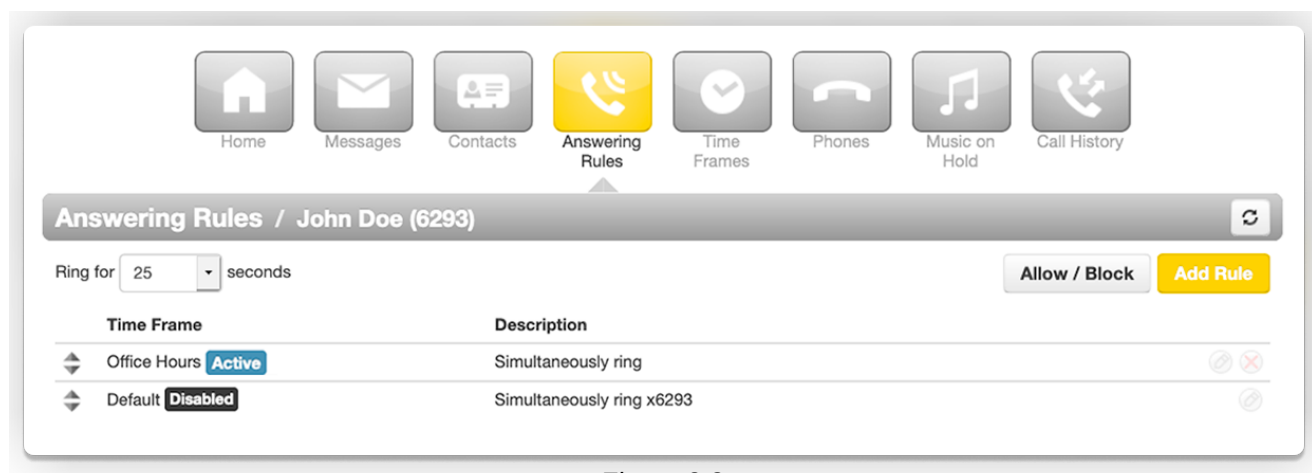 Home
Messages
Contacts
Answering Rules
Time Frames
Phones
Music on Hold
Call History
Answering Rules / John Doe (6293)
Ring for 25 seconds
Allow / Block
Add Rule
Time Frame Description
Office Hours Active Simultaneously ring
Default Disabled Simultaneously ring x6293